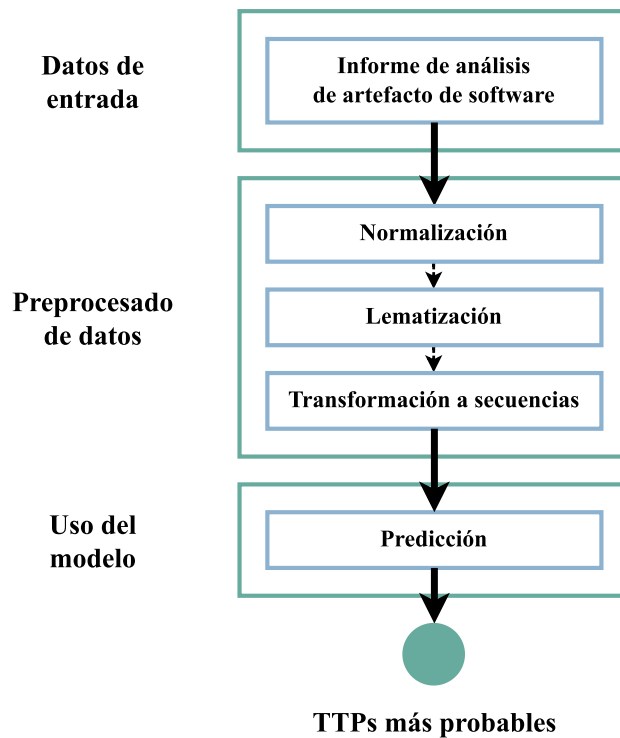 Datos de
entrada
Informe de análisis
de artefacto de software
Preprocesado
de datos
Normalización
Lematización
Transformación a secuencias
Uso del
modelo
Predicción
TTPs más probables